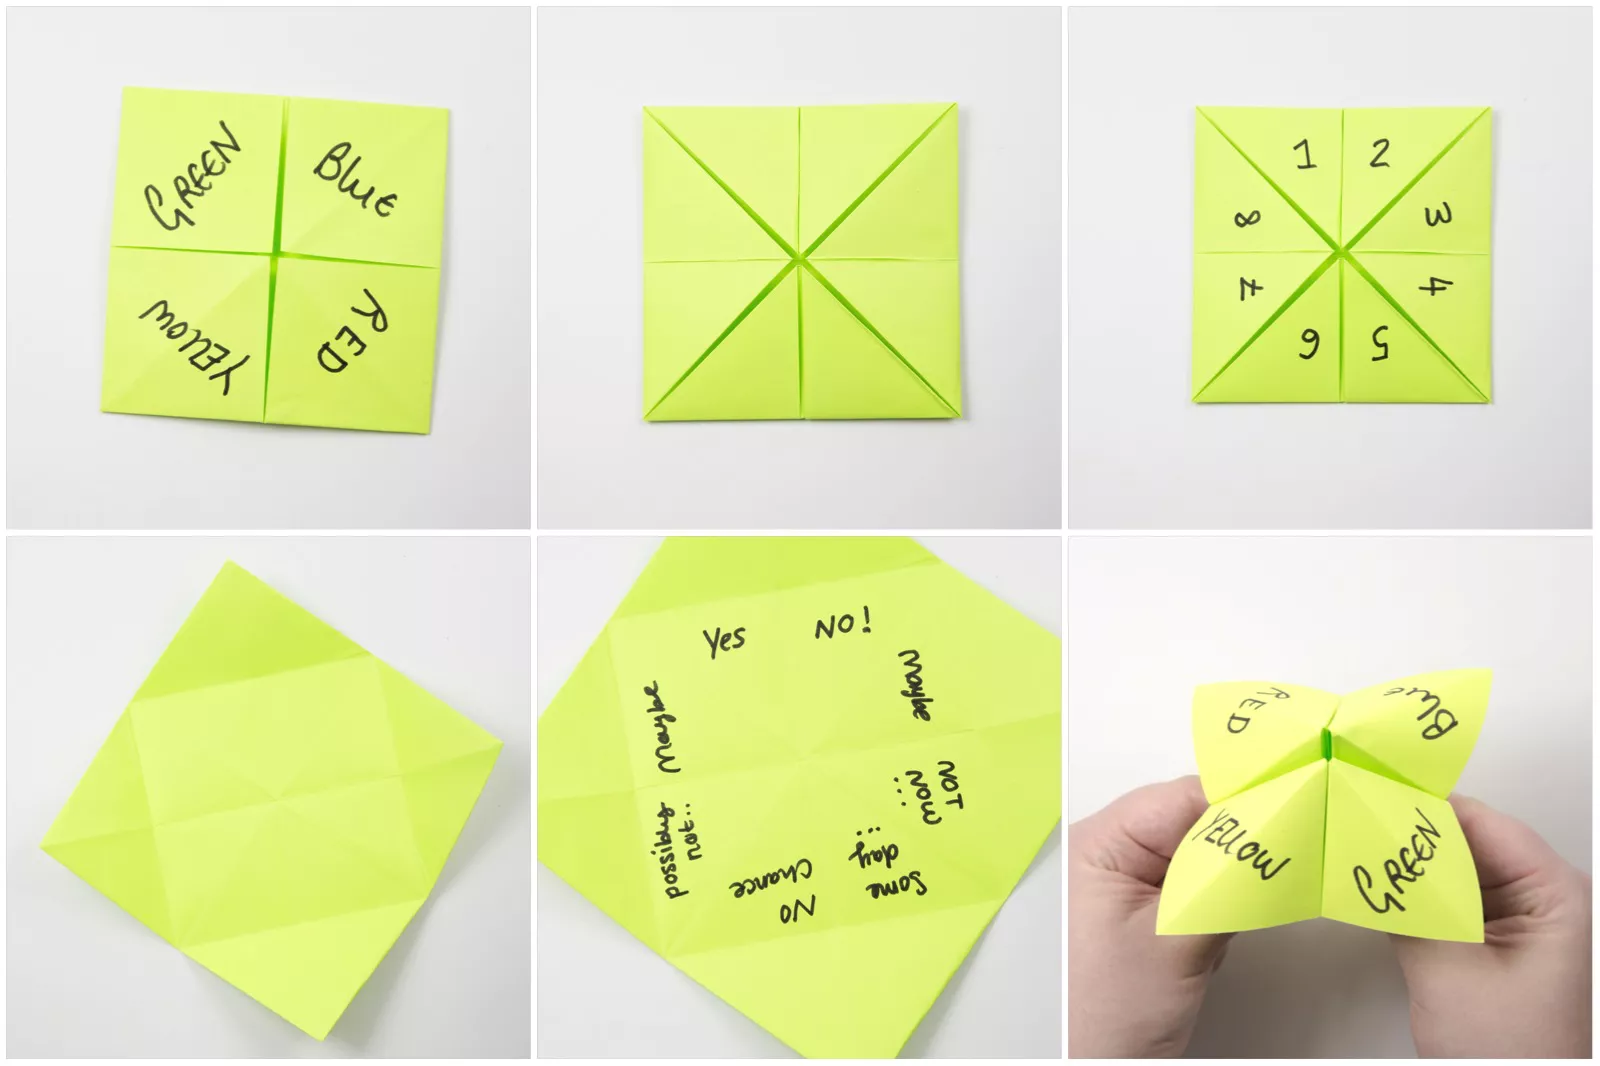 GREEN
Blue
RED
YELLOW
1
2
3
4
5
6
7
8
Yes
NO!
Maybe
NOT
NOW...
Some
day...
NO
Chance
possibly
not..
Maybe
RED
Blue
YELLOW
GREEN